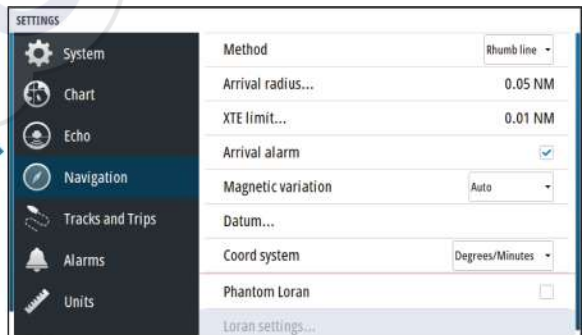 SETTINGS
System
Chart
Echo
Navigation
Tracks and Trips
Alarms
Units
Method Rhumb line
Arrival radius... 0.05 NM
XTE limit... 0.01 NM
Arrival alarm
Magnetic variation Auto
Datum...
Coord system Degrees/Minutes
Phantom Loran
Loran settings...